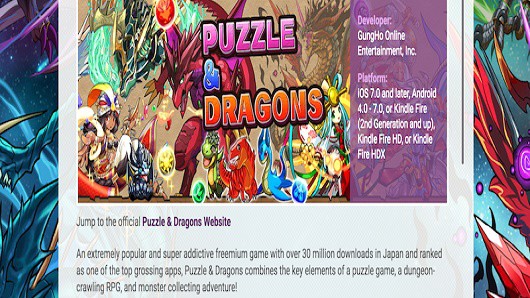 PUZZLE
&
DRAGONS
Developer:
GungHo Online
Entertainment, Inc.
Platform:
iOS 7.0 and later, Android
4.0 - 7.0, or Kindle Fire
(2nd Generation and up),
Kindle Fire HD, or Kindle
Fire HDX
Jump to the official Puzzle & Dragons Website
An extremely popular and super addictive freemium game with over 30 million downloads in Japan and ranked
as one of the top grossing apps, Puzzle & Dragons combines the key elements of a puzzle game, a dungeon-
crawling RPG, and monster collecting adventure!